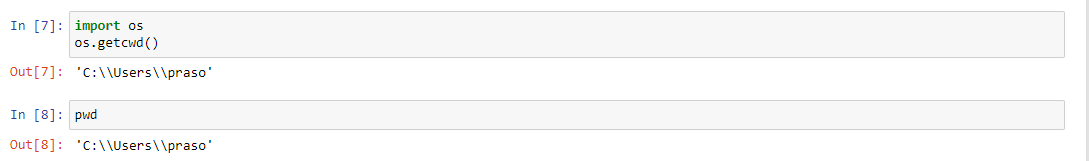 In [7]: import os
os.getcwd()
Out[7]: 'C:\\Users\\praso'
In [8]: pwd
Out[8]: 'C:\\Users\\praso'